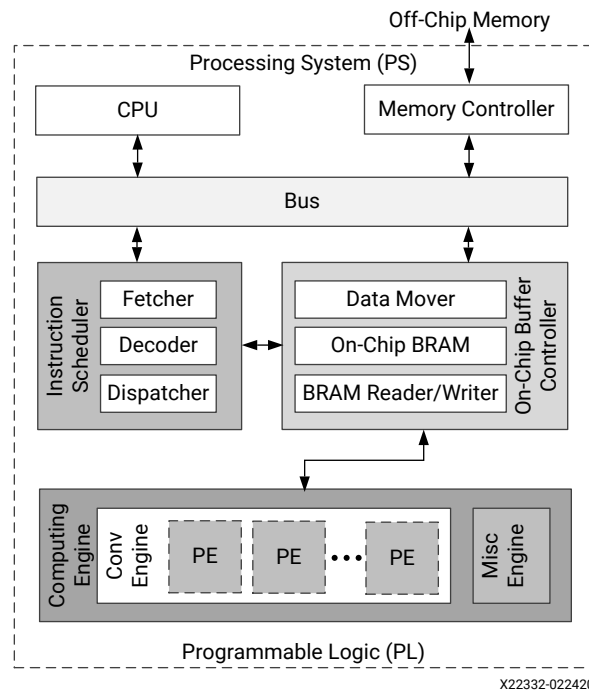 Off-Chip Memory
Processing System (PS)
CPU
Memory Controller
Bus
Instruction
Scheduler
Fetcher
Decoder
Dispatcher
Data Mover
On-Chip BRAM
BRAM Reader/Writer
On-Chip Buffer
Controller
Computing
Engine
Conv
Engine
PE
PE
PE
Misc
Engine
Programmable Logic (PL)
X22332-022420